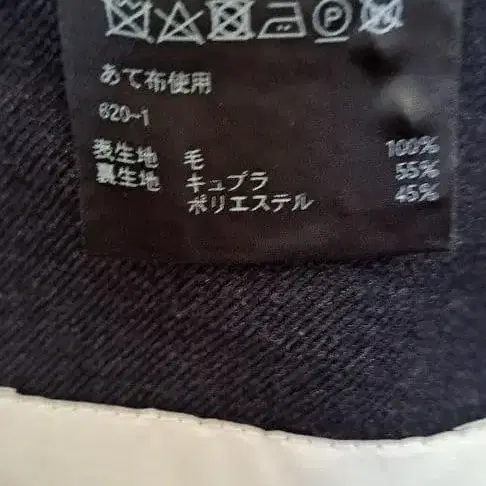 あて布使用
620-1
表生地 毛 100%
裏生地 キュプラ 55%
ポリエステル 45%